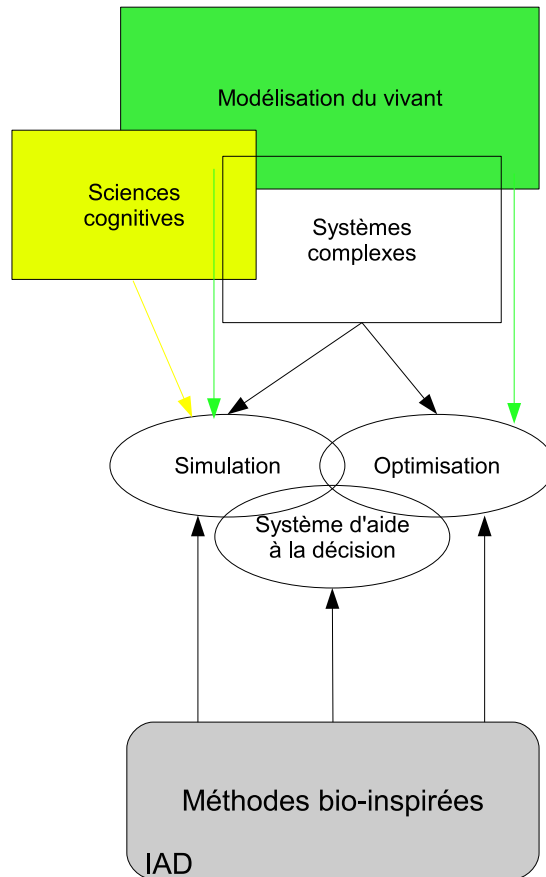 Modélisation du vivant
Sciences
cognitives
Systèmes
complexes
Simulation
Optimisation
Système d'aide
à la décision
Méthodes bio-inspirées
IAD